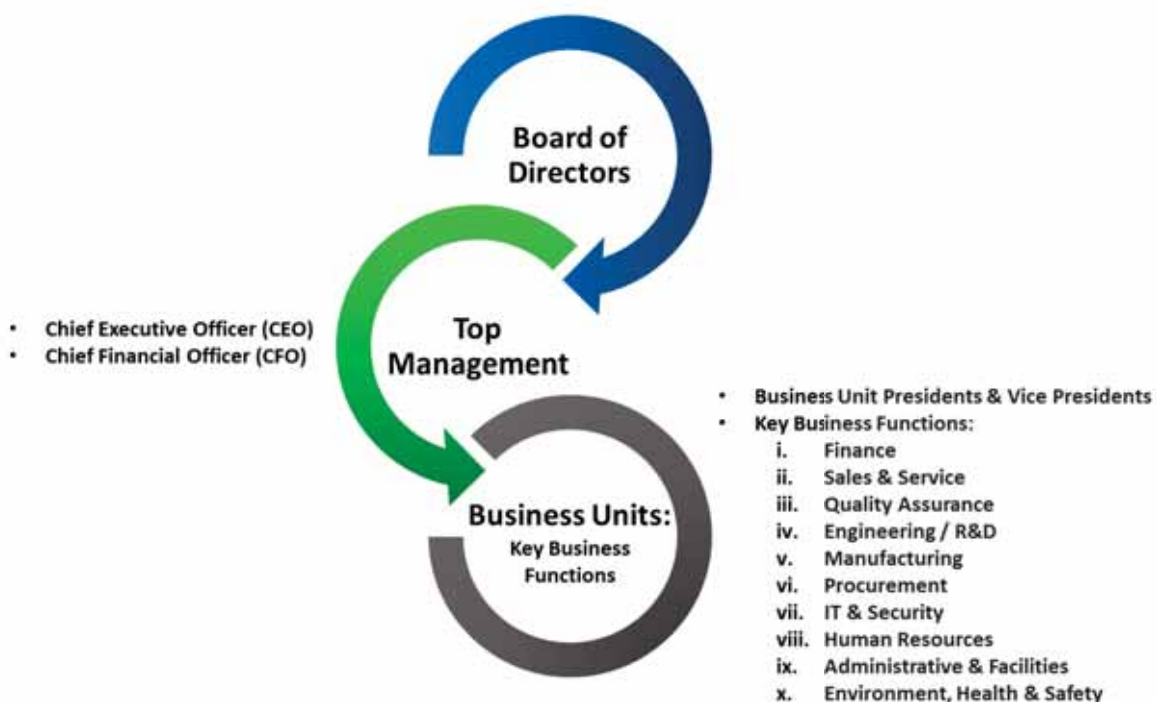 Board of
Directors
• Chief Executive Officer (CEO)
• Chief Financial Officer (CFO)
Top
Management
Business Units:
Key Business
Functions
• Business Unit Presidents & Vice Presidents
• Key Business Functions:
i. Finance
ii. Sales & Service
iii. Quality Assurance
iv. Engineering / R&D
v. Manufacturing
vi. Procurement
vii. IT & Security
viii. Human Resources
ix. Administrative & Facilities
x. Environment, Health & Safety